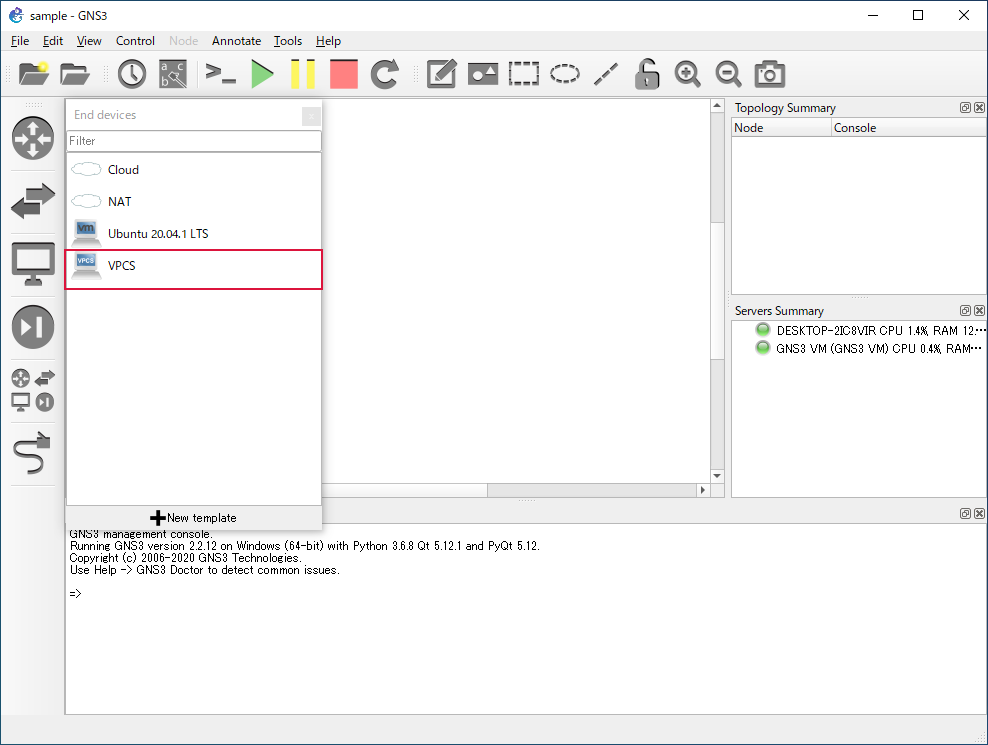 sample - GNS3
File Edit View Control Node Annotate Tools Help
a c
b
End devices
Filter
Cloud
NAT
vm Ubuntu 20.04.1 LTS
VPCS VPCS
New template
Topology Summary
Node Console
Servers Summary
DESKTOP-2IC8VIR CPU 1.4%, RAM 12.…
GNS3 VM (GNS3 VM) CPU 0.4%, RAM…
GNS3 management console.
Running GNS3 version 2.2.12 on Windows (64-bit) with Python 3.6.8 Qt 5.12.1 and PyQt 5.12.
Copyright (c) 2006-2020 GNS3 Technologies.
Use Help -> GNS3 Doctor to detect common issues.
=>